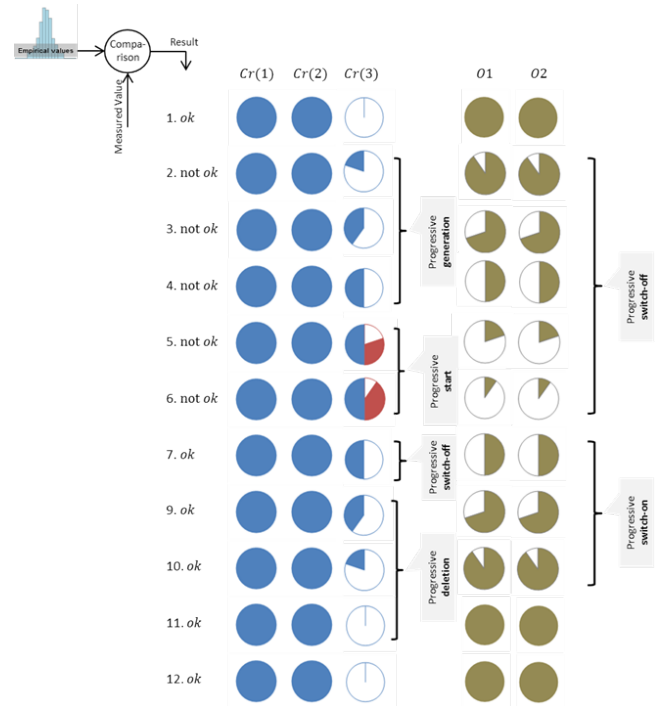 Empirical values
Compa-
rison
Result
Measured Value
Cr(1) Cr(2) Cr(3) O1 O2
1. ok
2. not ok
3. not ok
4. not ok
5. not ok
6. not ok
7. ok
9. ok
10. ok
11. ok
12. ok
Progressive
generation
Progressive
start
Progressive
switch-off
Progressive
deletion
Progressive
switch-off
Progressive
switch-on